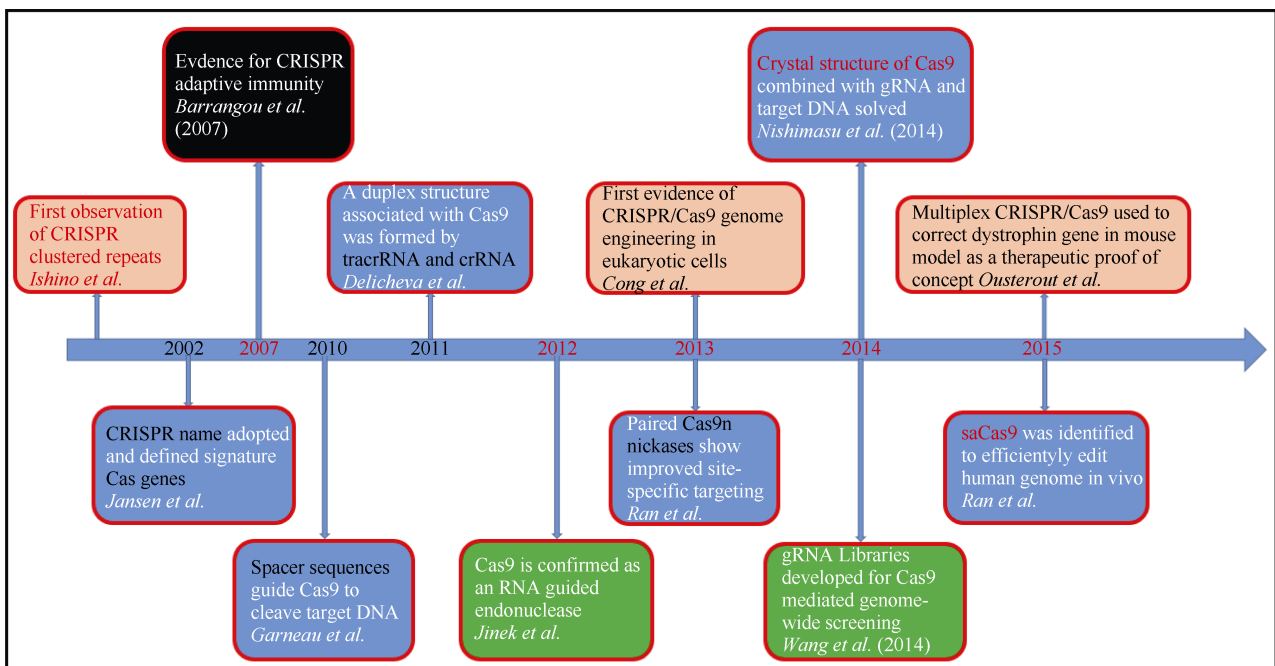 Evdence for CRISPR
adaptive immunity
Barrangou et al.
(2007)
Crystal structure of Cas9
combined with gRNA and
target DNA solved
Nishimasu et al. (2014)
First observation
of CRISPR
clustered repeats
Ishino et al.
A duplex structure
associated with Cas9
was formed by
tracrRNA and crRNA
Delicheva et al.
First evidence of
CRISPR/Cas9 genome
engineering in
eukaryotic cells
Cong et al.
Multiplex CRISPR/Cas9 used to
correct dystrophin gene in mouse
model as a therapeutic proof of
concept Ousterout et al.
2002 2007 2010 2011 2012 2013 2014 2015
CRISPR name adopted
and defined signature
Cas genes
Jansen et al.
Paired Cas9n
nickases show
improved site-
specific targeting
Ran et al.
saCas9 was identified
to efficientyly edit
human genome in vivo
Ran et al.
Spacer sequences
guide Cas9 to
cleave target DNA
Garneau et al.
Cas9 is confirmed as
an RNA guided
endonuclease
Jinek et al.
gRNA Libraries
developed for Cas9
mediated genome-
wide screening
Wang et al. (2014)